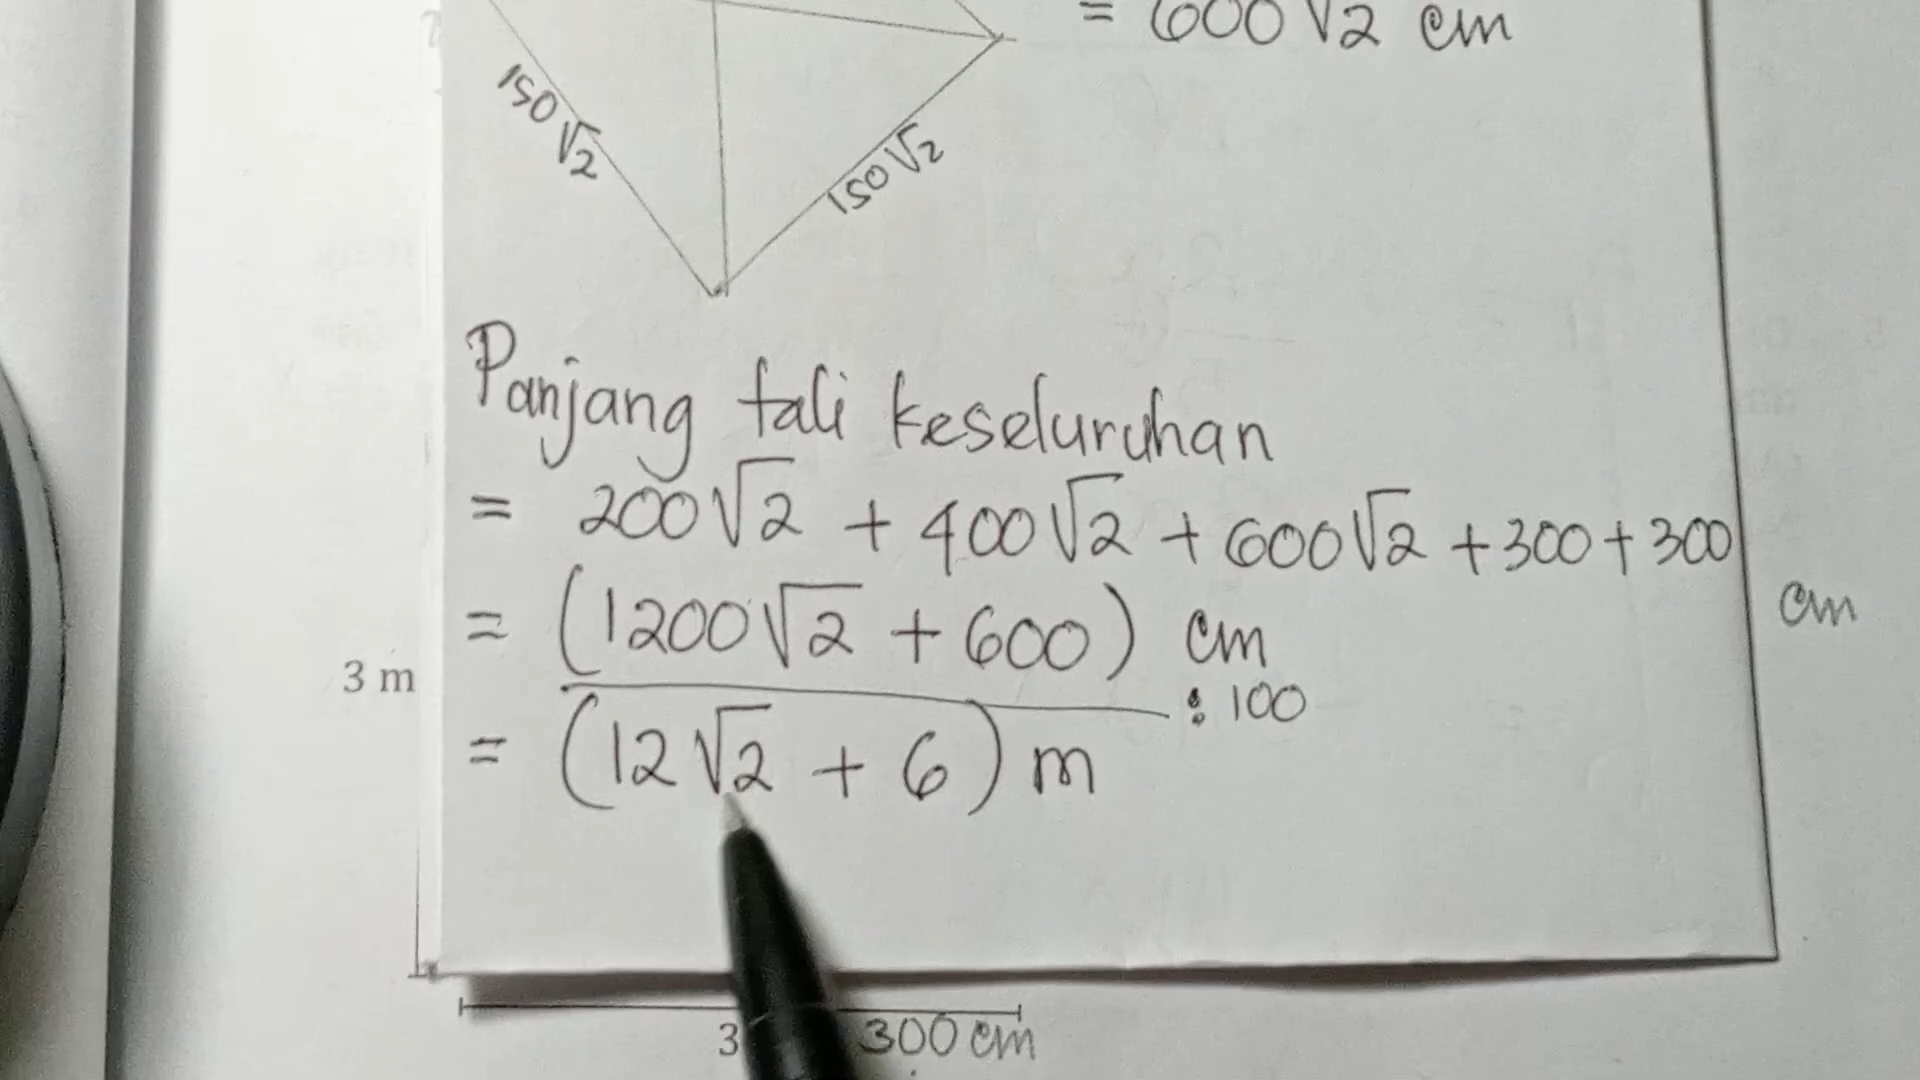 = 600√2 cm
150√2
150√2
Panjang tali keseluruhan
= 200√2 + 400√2 + 600√2 + 300 + 300
cm
= (1200√2 + 600) cm
3 m
: 100
= (12√2 + 6) m
3
300 cm